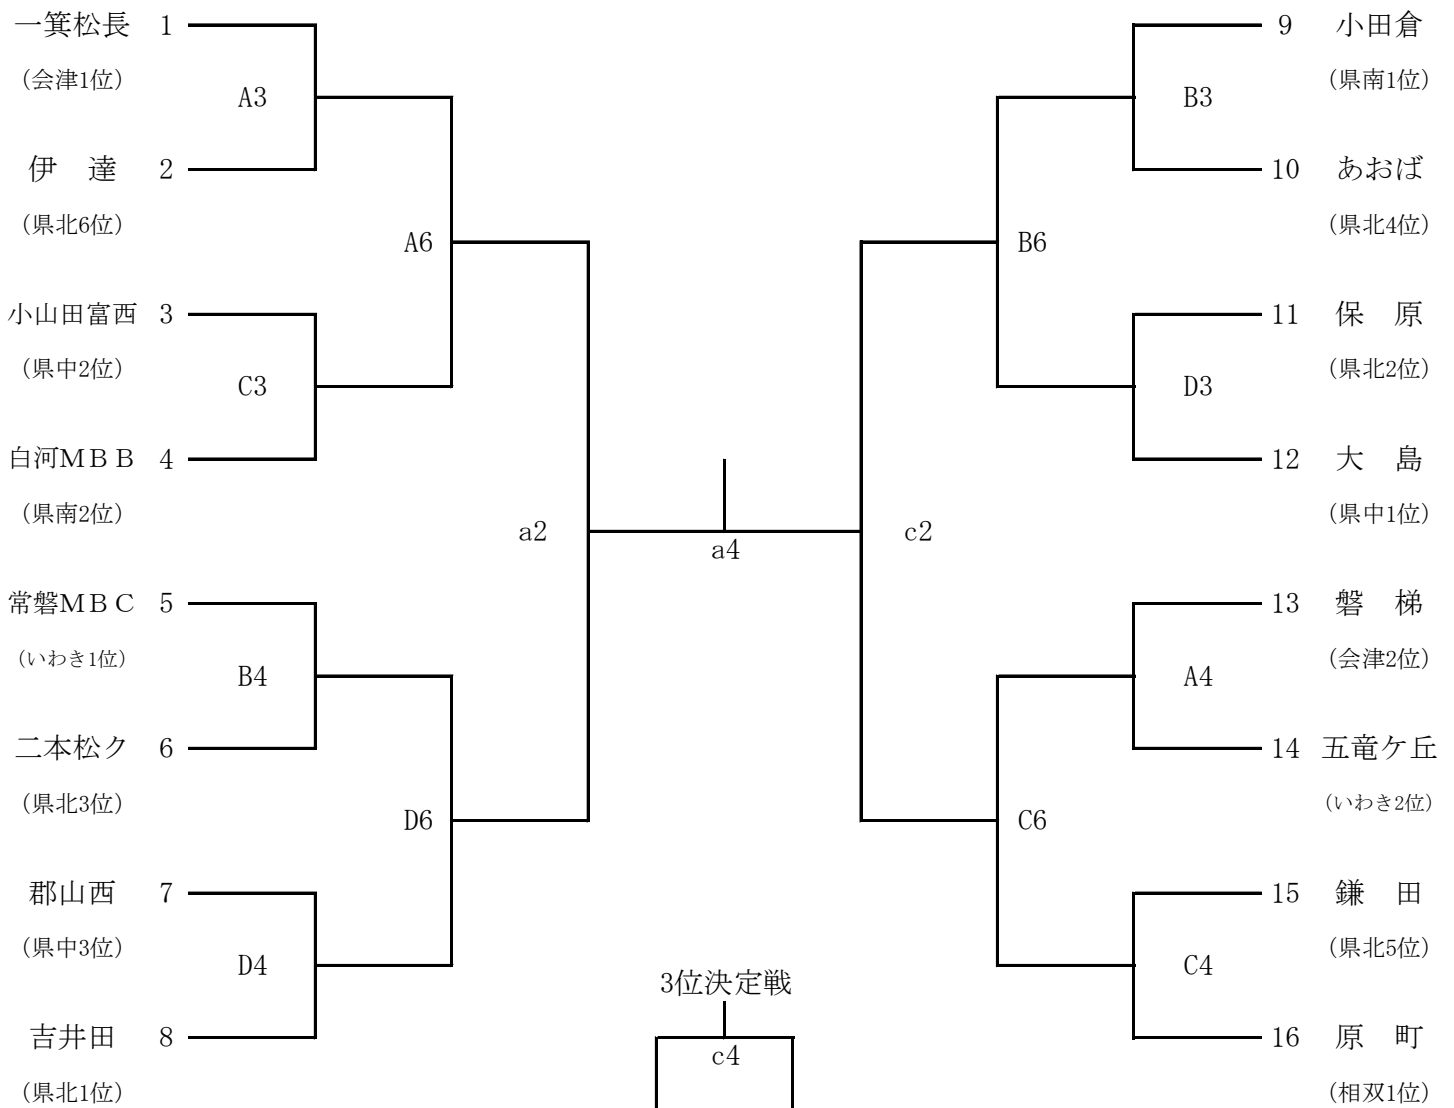 一箕松長 1
(会津1位)
A3
伊　達 2
(県北6位)
A6
小山田富西 3
(県中2位)
C3
白河ＭＢＢ 4
(県南2位)
a2
常磐ＭＢＣ 5
(いわき1位)
B4
二本松ク 6
(県北3位)
D6
郡山西 7
(県中3位)
D4
吉井田 8
(県北1位)
a4
3位決定戦
c4
9 小田倉
(県南1位)
B3
10 あおば
(県北4位)
B6
11 保　原
(県北2位)
D3
12 大　島
(県中1位)
c2
13 磐　梯
(会津2位)
A4
14 五竜ケ丘
(いわき2位)
C6
15 鎌　田
(県北5位)
C4
16 原　町
(相双1位)